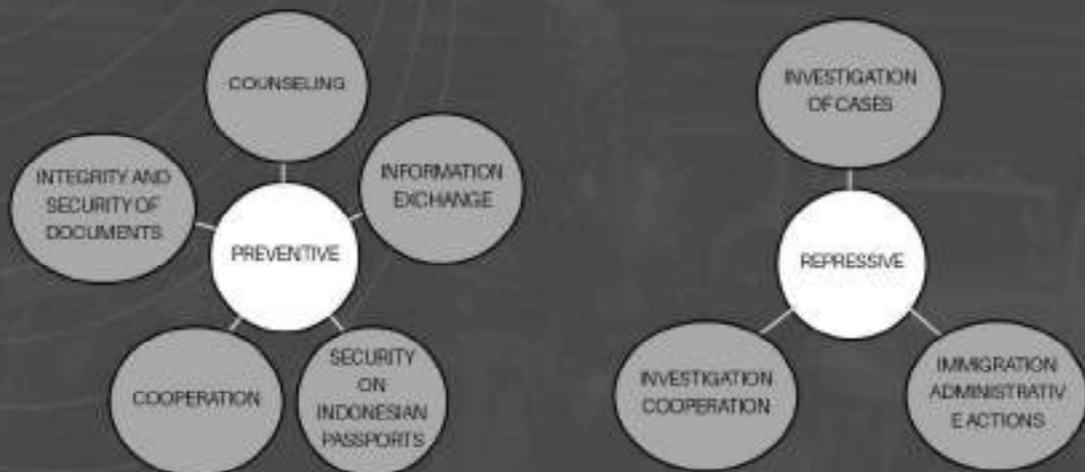 COUNSELING
INFORMATION
EXCHANGE
INTEGRITY AND
SECURITY OF
DOCUMENTS
PREVENTIVE
COOPERATION
SECURITY
ON
INDONESIAN
PASSPORTS
INVESTIGATION
OF CASES
REPRESSIVE
INVESTIGATION
COOPERATION
IMMIGRATION
ADMINISTRATIV
E ACTIONS